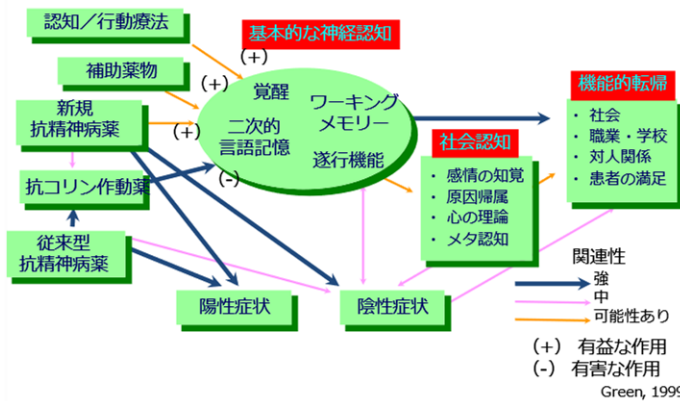 認知／行動療法
基本的な神経認知
(+)
補助薬物
(+)
覚醒
ワーキング
メモリー
機能的転帰
新規
抗精神病薬
(+)
二次的
言語記憶
遂行機能
社会認知
・ 社会
・ 職業・学校
・ 対人関係
・ 患者の満足
抗コリン作動薬
(-)
・ 感情の知覚
・ 原因帰属
・ 心の理論
・ メタ認知
従来型
抗精神病薬
関連性
強
中
可能性あり
陽性症状
陰性症状
(+) 有益な作用
(-) 有害な作用
Green, 1999